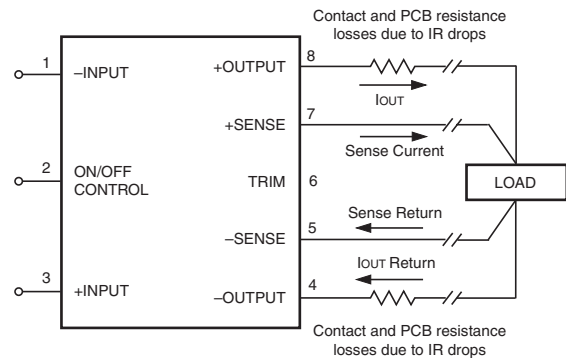 Contact and PCB resistance
losses due to IR drops
1
–INPUT
+OUTPUT
8
IOUT
+SENSE
7
Sense Current
2
ON/OFF
CONTROL
TRIM
6
LOAD
Sense Return
–SENSE
5
IOUT Return
3
+INPUT
–OUTPUT
4
Contact and PCB resistance
losses due to IR drops